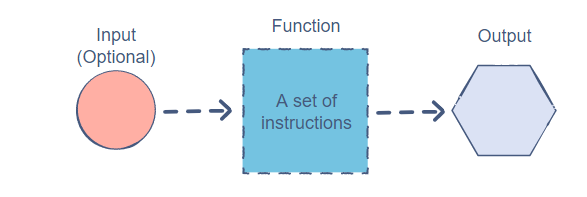 Input
(Optional)
Function
Output
A set of
instructions